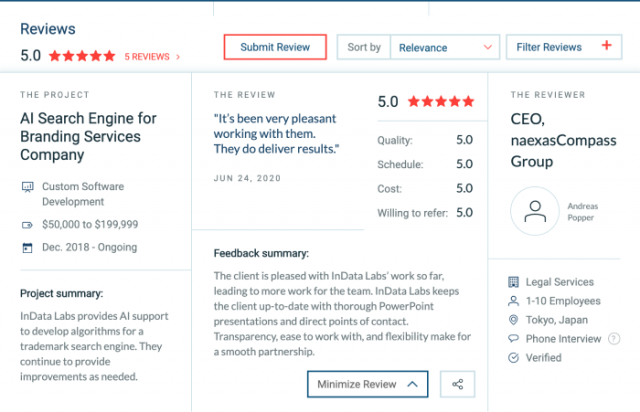 Reviews
5.0 5 REVIEWS >
Submit Review
Sort by Relevance
Filter Reviews +
THE PROJECT
AI Search Engine for
Branding Services
Company
Custom Software
Development
$50,000 to $199,999
Dec. 2018 - Ongoing
Project summary:
InData Labs provides AI support
to develop algorithms for a
trademark search engine. They
continue to provide
improvements as needed.
THE REVIEW
“It's been very pleasant
working with them.
They do deliver results.”
JUN 24, 2020
5.0
Quality: 5.0
Schedule: 5.0
Cost: 5.0
Willing to refer: 5.0
Feedback summary:
The client is pleased with InData Labs' work so far,
leading to more work for the team. InData Labs keeps
the client up-to-date with thorough PowerPoint
presentations and direct points of contact.
Transparency, ease to work with, and flexibility make for
a smooth partnership.
Minimize Review
THE REVIEWER
CEO,
naexasCompass
Group
Andreas
Popper
Legal Services
1-10 Employees
Tokyo, Japan
Phone Interview ?
Verified